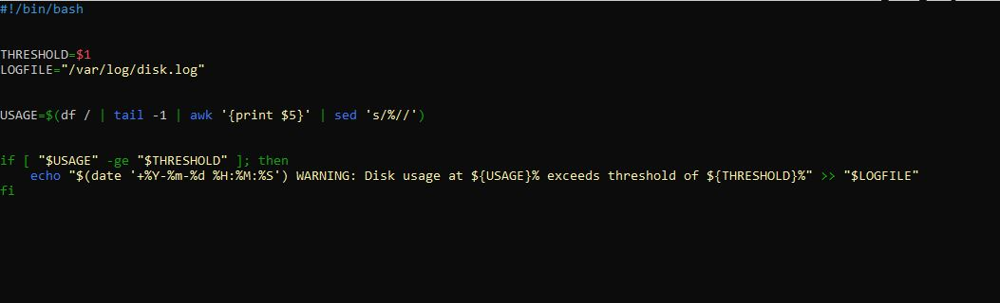 #!/bin/bash
THRESHOLD=$1
LOGFILE="/var/log/disk.log"
USAGE=$(df / | tail -1 | awk '{print $5}' | sed 's/%//')
if [ "$USAGE" -ge "$THRESHOLD" ]; then
    echo "$(date '+%Y-%m-%d %H:%M:%S') WARNING: Disk usage at ${USAGE}% exceeds threshold of ${THRESHOLD}%" >> "$LOGFILE"
fi